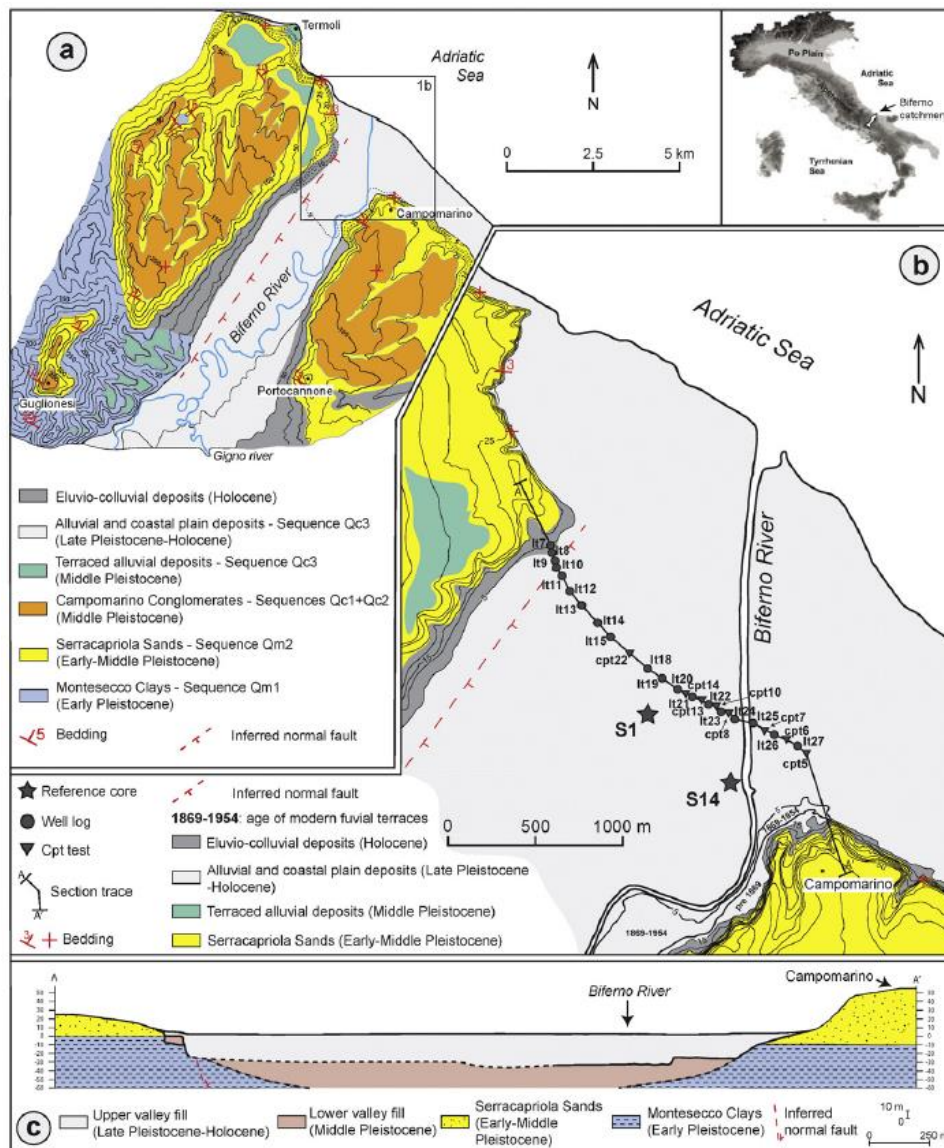 a
Termoli
Adriatic
Sea
1b
N
0 2.5 5 km
Campomarino
Biferno River
Portocannone
Guglionesi
Gigno river
Po Plain
Adriatic
Sea
Biferno
catchment
Tyrrhenian
Sea
Eluvio-colluvial deposits (Holocene)
Alluvial and coastal plain deposits - Sequence Qc3
(Late Pleistocene-Holocene)
Terraced alluvial deposits - Sequence Qc3
(Middle Pleistocene)
Campomarino Conglomerates - Sequences Qc1+Qc2
(Middle Pleistocene)
Serracapriola Sands - Sequence Qm2
(Early-Middle Pleistocene)
Montesecco Clays - Sequence Qm1
(Early Pleistocene)
5 Bedding
Inferred normal fault
b
Adriatic Sea
N
3
25
A
lt7
lt8
lt9
lt10
lt11
lt12
lt13
lt14
lt15
cpt22
lt18
lt19
lt20
cpt14
lt21
lt22
cpt10
cpt13
lt23
lt24
cpt8
lt25
cpt7
cpt6
lt26
lt27
cpt5
S1
S14
Biferno River
1869-1954
pre 1869
1869-1954
Campomarino
Reference core
Well log
Cpt test
A
A'
Section trace
3
Bedding
Inferred normal fault
1869-1954: age of modern fuvial terraces
Eluvio-colluvial deposits (Holocene)
Alluvial and coastal plain deposits (Late Pleistocene
-Holocene)
Terraced alluvial deposits (Middle Pleistocene)
Serracapriola Sands (Early-Middle Pleistocene)
0 500 1000 m
A
Biferno River
Campomarino
A'
c
Upper valley fill
(Late Pleistocene-Holocene)
Lower valley fill
(Middle Pleistocene)
Serracapriola Sands
(Early-Middle
Pleistocene)
Montesecco Clays
(Early Pleistocene)
Inferred
normal
fault
10 m
0
250 m